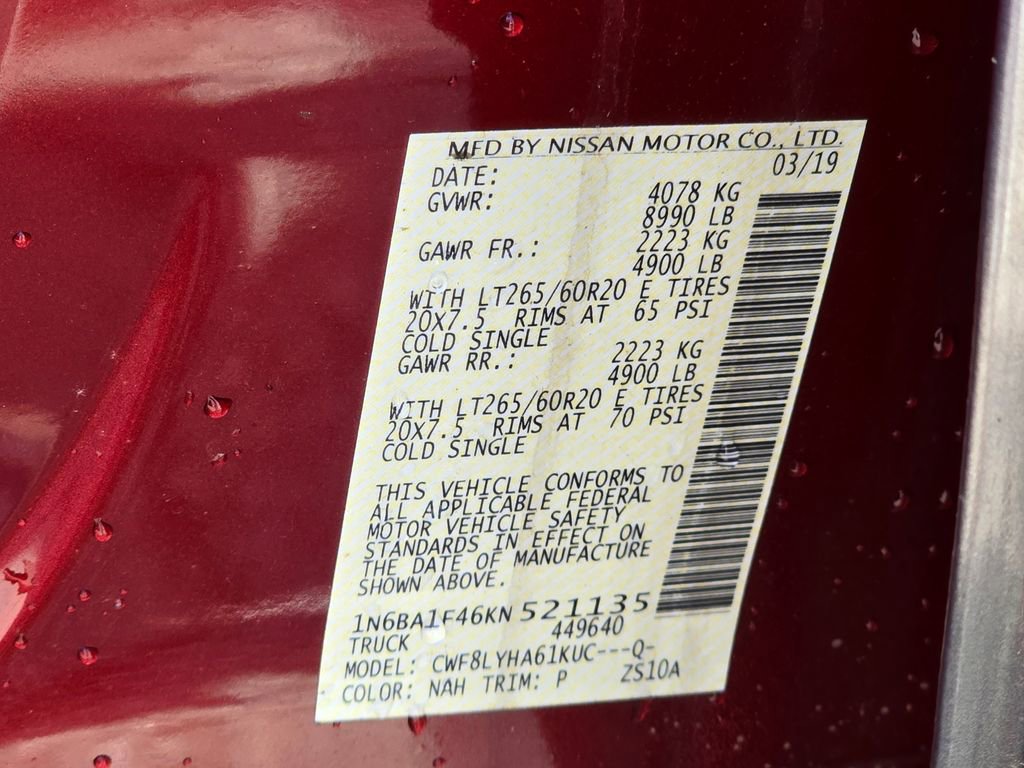 MFD BY NISSAN MOTOR CO., LTD.
DATE: 03/19
GVWR: 4078 KG
8990 LB
GAWR FR.: 2223 KG
4900 LB
WITH LT265/60R20 E TIRES
20X7.5 RIMS AT 65 PSI
COLD SINGLE
GAWR RR.: 2223 KG
4900 LB
WITH LT265/60R20 E TIRES
20X7.5 RIMS AT 70 PSI
COLD SINGLE
THIS VEHICLE CONFORMS TO
ALL APPLICABLE FEDERAL
MOTOR VEHICLE SAFETY
STANDARDS IN EFFECT ON
THE DATE OF MANUFACTURE
SHOWN ABOVE.
1N6BA1F46KN 521135
TRUCK 449640
MODEL: CWF8LYHA61KUC---Q-
COLOR: NAH TRIM: P ZS10A